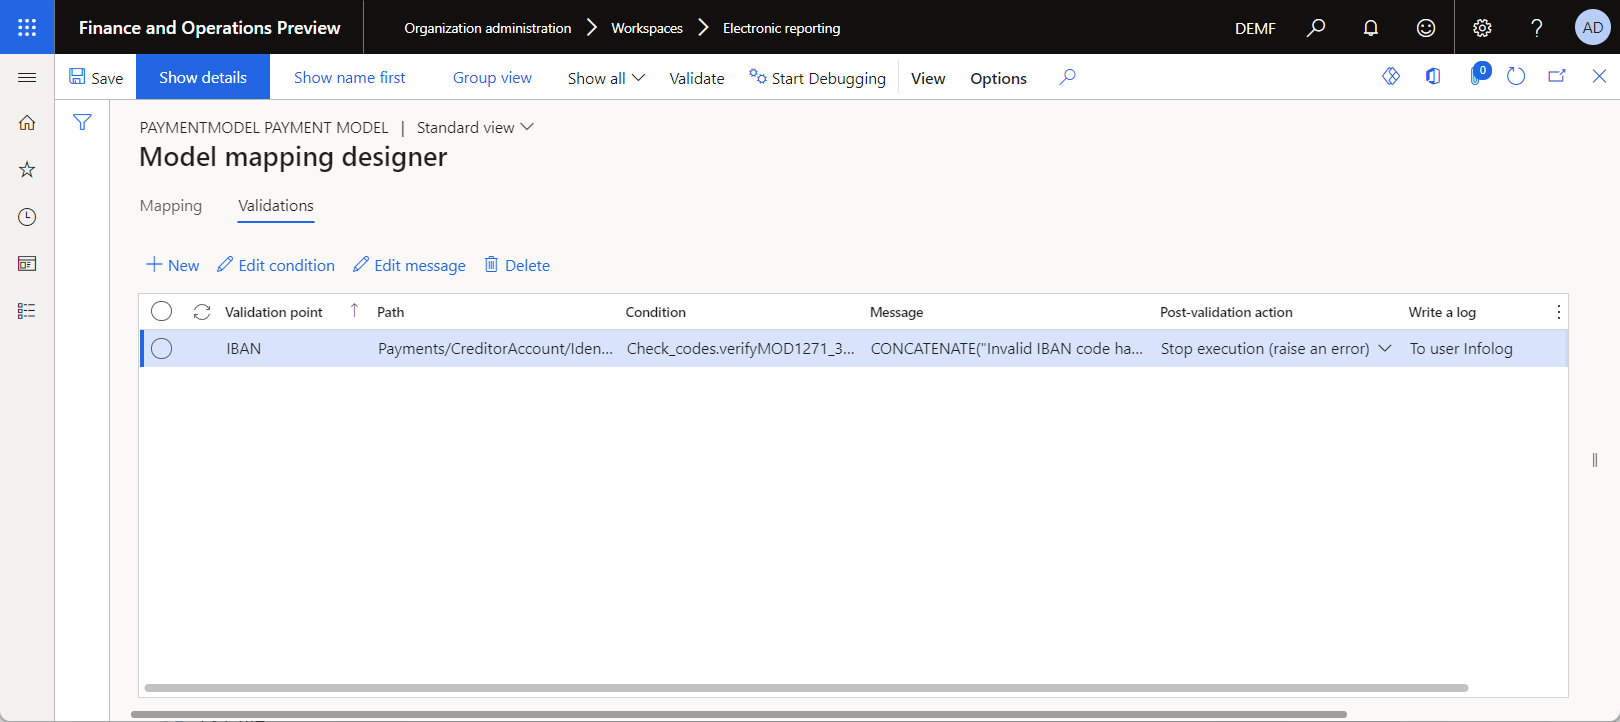 Finance and Operations Preview
Organization administration
Workspaces
Electronic reporting
DEMF
?
AD
Save
Show details
Show name first
Group view
Show all
Validate
Start Debugging
View
Options
0
PAYMENTMODEL PAYMENT MODEL | Standard view
Model mapping designer
Mapping
Validations
New
Edit condition
Edit message
Delete
Validation point
Path
Condition
Message
Post-validation action
Write a log
IBAN
Payments/CreditorAccount/Iden...
Check_codes.verifyMOD1271_3...
CONCATENATE("Invalid IBAN code ha...
Stop execution (raise an error)
To user Infolog